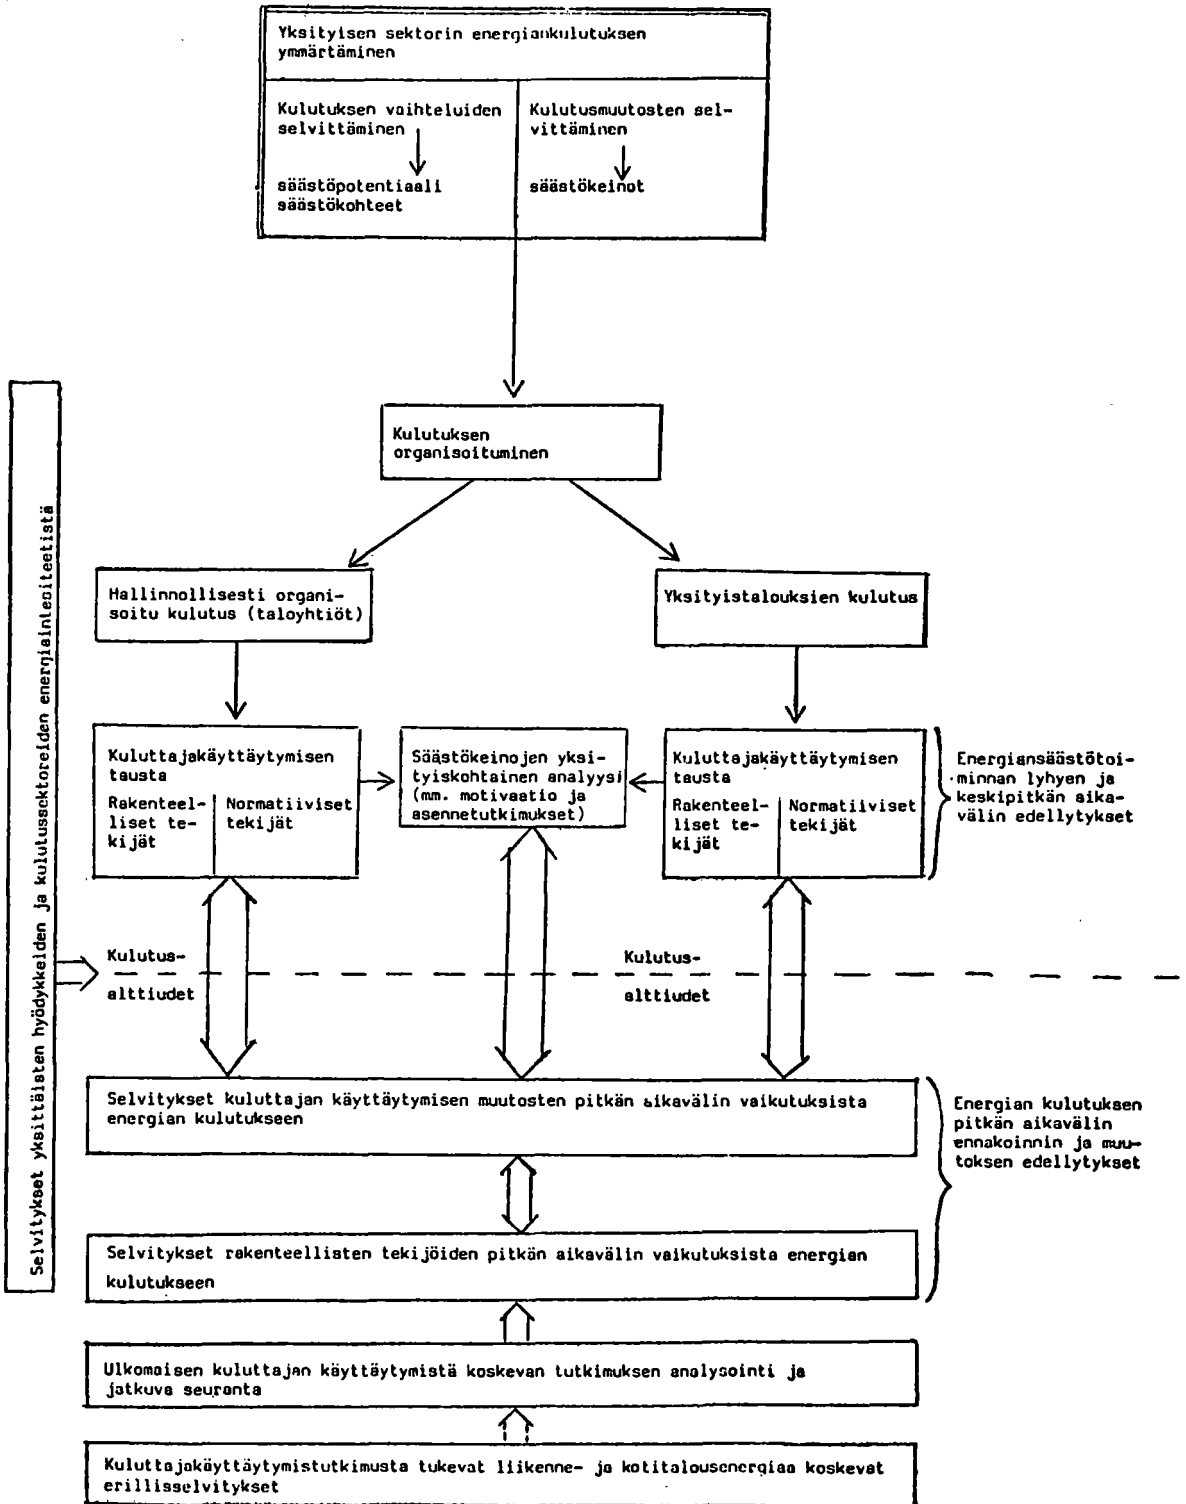 Yksityisen sektorin energiankulutuksen
ymmärtäminen
Kulutuksen vaihteluiden
selvittäminen
säästöpotentiaali
säästökohteet
Kulutusmuutosten sel-
vittäminen
säästökeinot
Kulutuksen
organisoituminen
Hallinnollisesti organi-
soitu kulutus (taloyhtiöt)
Yksityistalouksien kulutus
Kuluttajakäyttäytymisen
tausta
Rakenteel-
liset te-
kijät
Normatiiviset
tekijät
Säästökeinojen yksi-
tyiskohtainen analyysi
(mm. motivaatio ja
asennetutkimukset)
Kuluttajakäyttäytymisen
tausta
Rakenteel-
liset te-
kijät
Normatiiviset
tekijät
Energiansäästötoi-
minnan lyhyen ja
keskipitkän aika-
välin edellytykset
Selvitykset yksittäisten hyödykkeiden ja kulutussektoreiden energiaintensiteetistä
Kulutus-
alttiudet
Kulutus-
alttiudet
Selvitykset kuluttajan käyttäytymisen muutosten pitkän aikavälin vaikutuksista
energian kulutukseen
Energian kulutuksen
pitkän aikavälin
ennakoinnin ja muu-
toksen edellytykset
Selvitykset rakenteellisten tekijöiden pitkän aikavälin vaikutuksista energian
kulutukseen
Ulkomaisen kuluttajan käyttäytymistä koskevan tutkimuksen analysointi ja
jatkuva seuranta
Kuluttajakäyttäytymistutkimusta tukevat liikenne- ja kotitalousenergiaa koskevat
erillisselvitykset